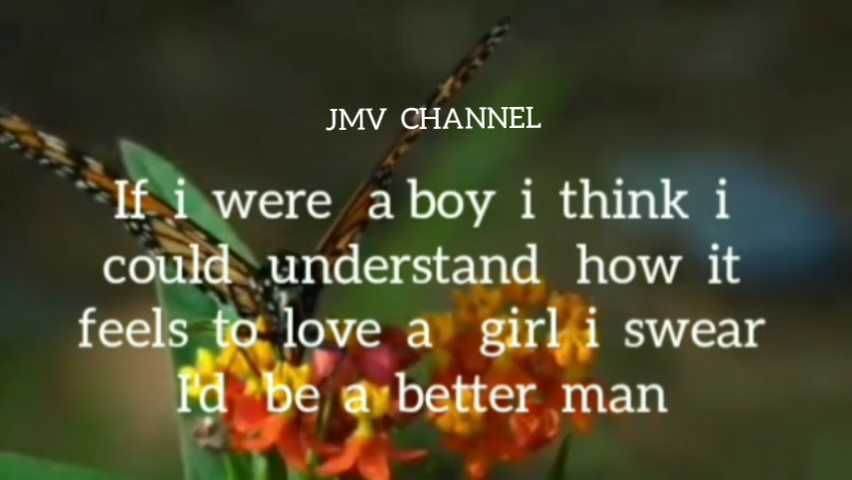 JMV CHANNEL
If i were a boy i think i
could understand how it
feels to love a girl i swear
I'd be a better man